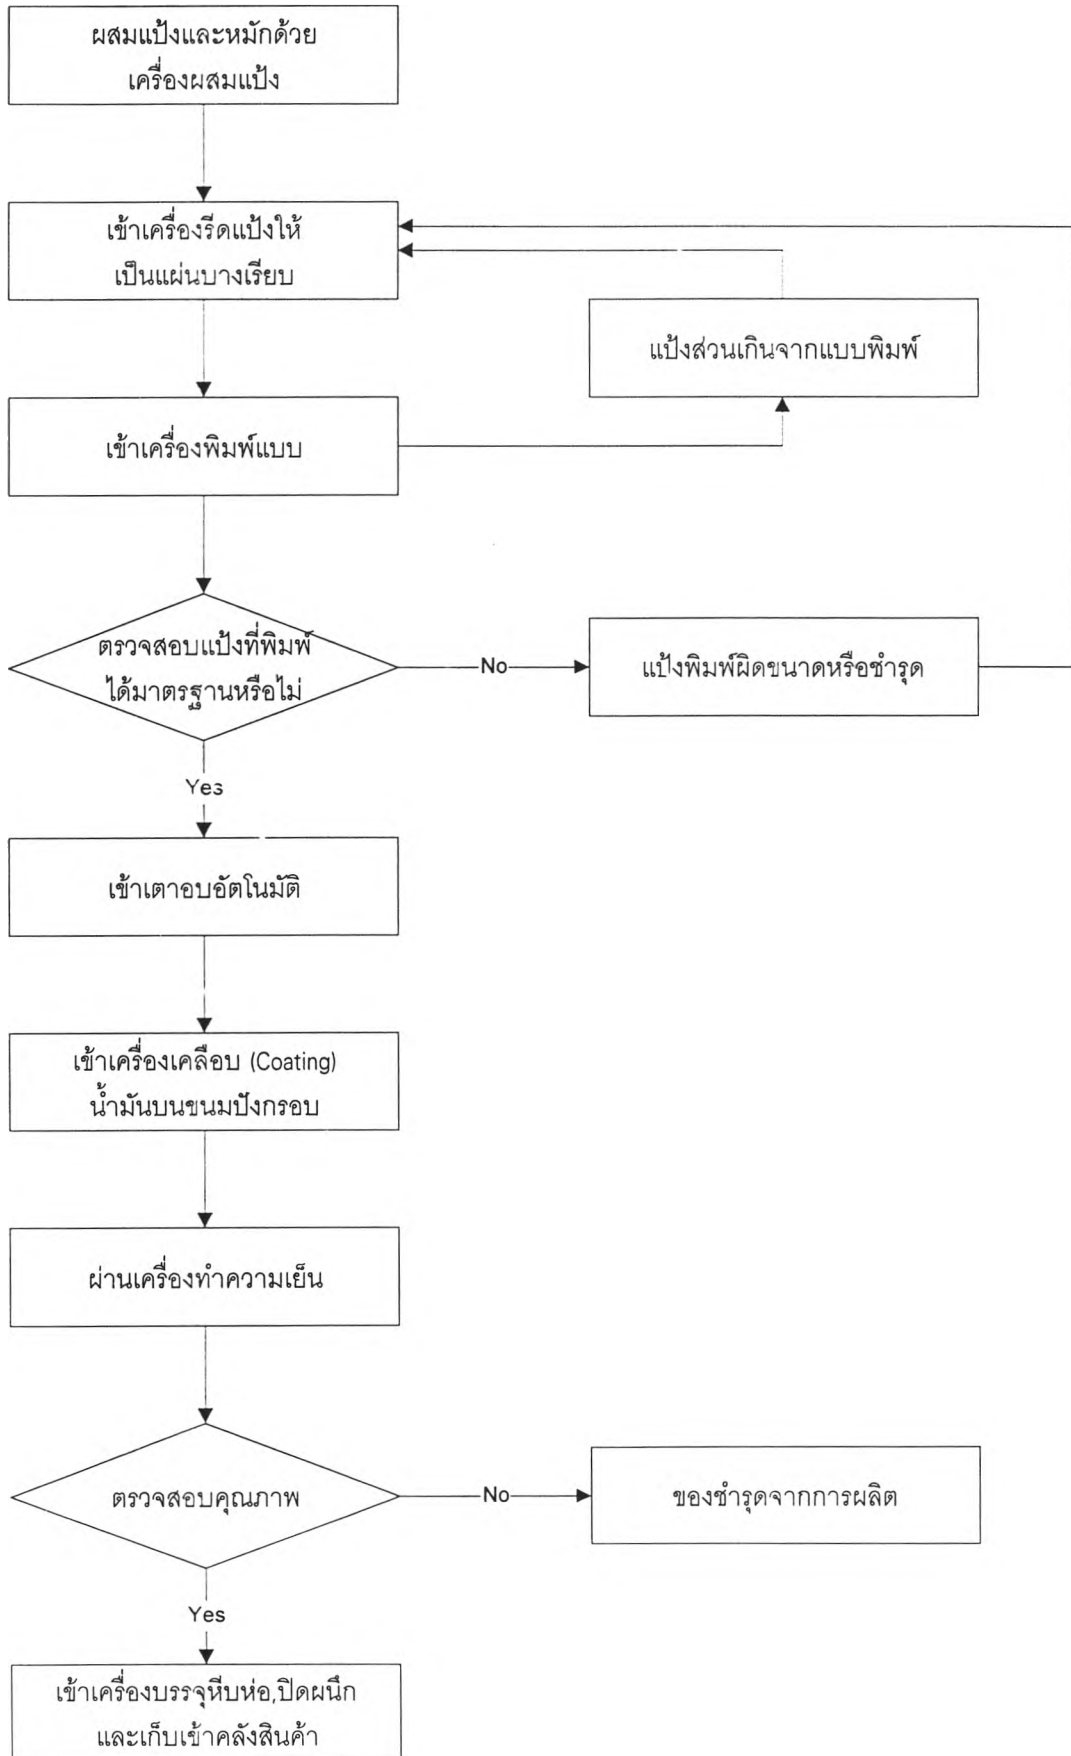 ผสมแป้งและหมักด้วย
เครื่องผสมแป้ง
เข้าเครื่องรีดแป้งให้
เป็นแผ่นบางเรียบ
แป้งส่วนเกินจากแบบพิมพ์
เข้าเครื่องพิมพ์แบบ
ตรวจสอบแป้งที่พิมพ์
ได้มาตรฐานหรือไม่
No
แป้งพิมพ์ผิดขนาดหรือชำรุด
Yes
เข้าเตาอบอัตโนมัติ
เข้าเครื่องเคลือบ (Coating)
น้ำมันบนขนมปังกรอบ
ผ่านเครื่องทำความเย็น
ตรวจสอบคุณภาพ
No
ของชำรุดจากการผลิต
Yes
เข้าเครื่องบรรจุหีบห่อ,ปิดผนึก
และเก็บเข้าคลังสินค้า